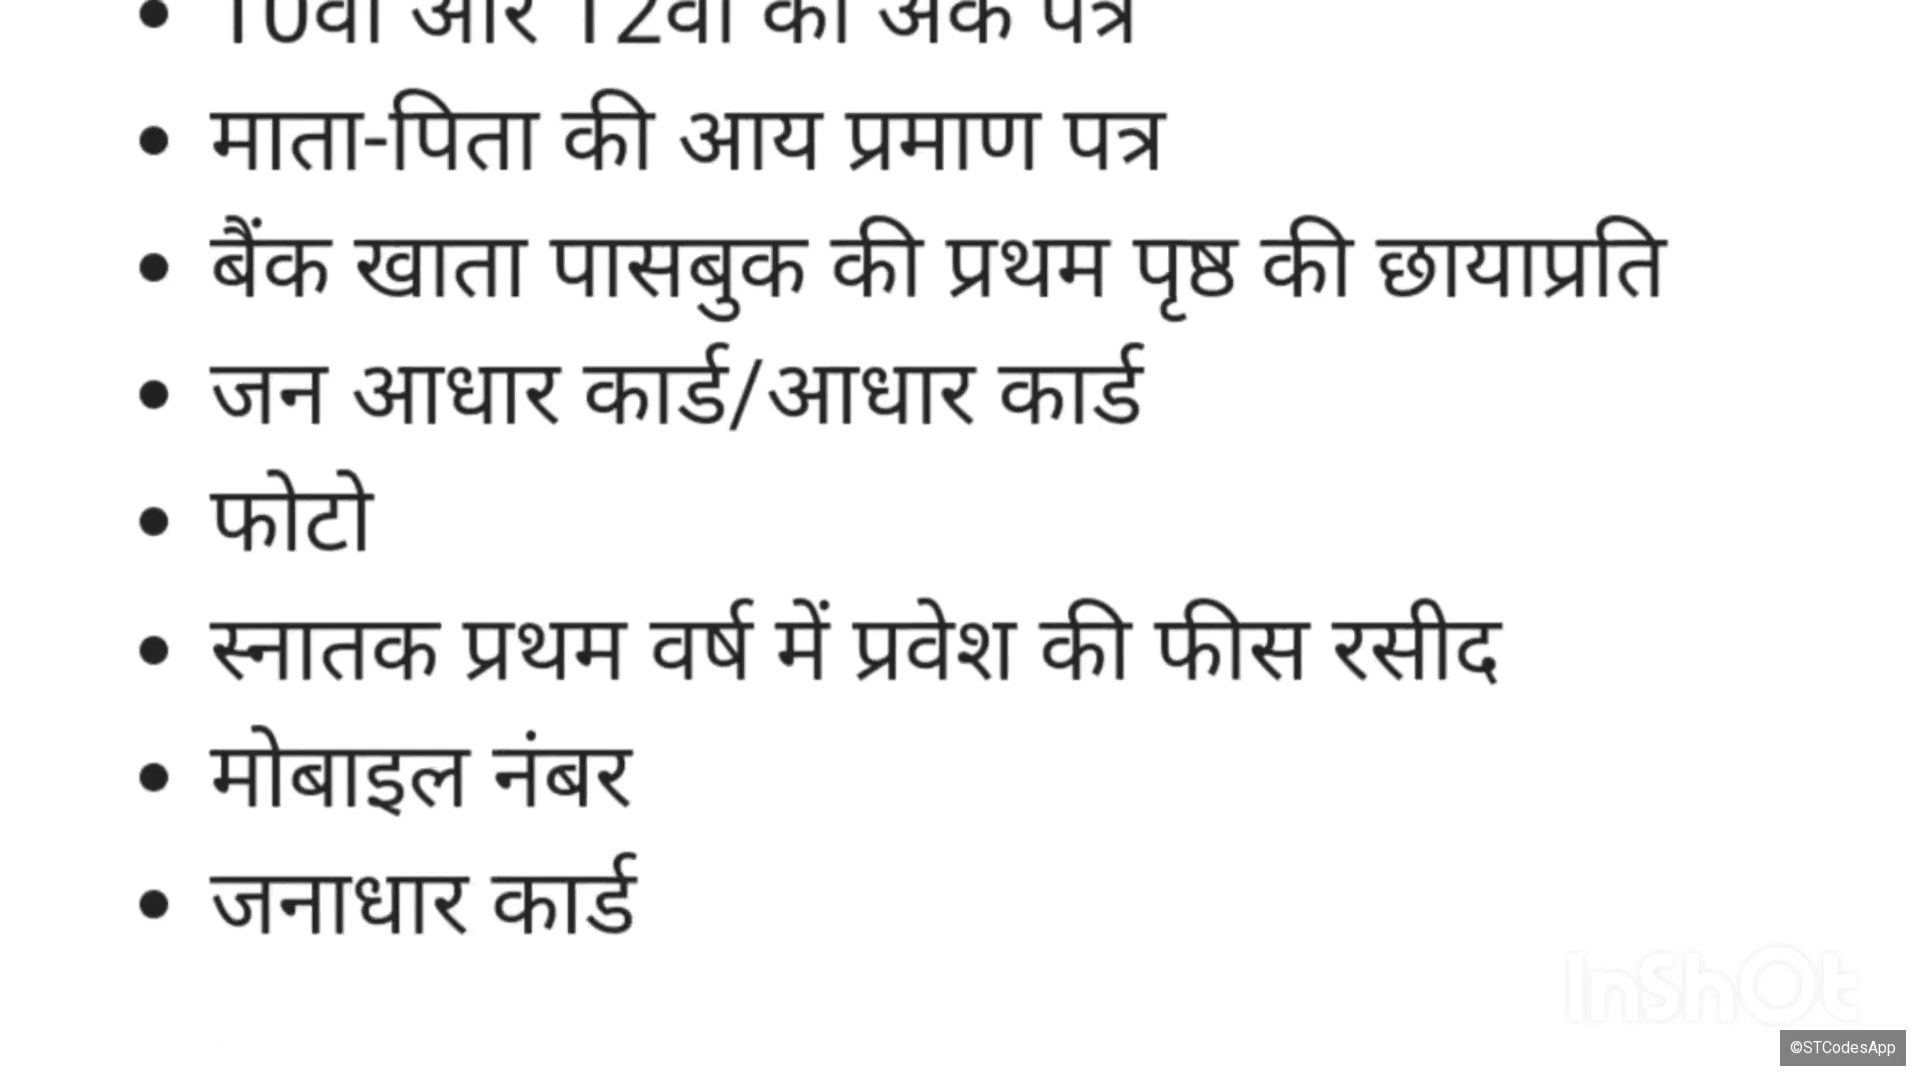 • 10वी और 12वी की अंक पत्र
• माता-पिता की आय प्रमाण पत्र
• बैंक खाता पासबुक की प्रथम पृष्ठ की छायाप्रति
• जन आधार कार्ड/आधार कार्ड
• फोटो
• स्नातक प्रथम वर्ष में प्रवेश की फीस रसीद
• मोबाइल नंबर
• जनाधार कार्ड
InShOt
©STCodesApp